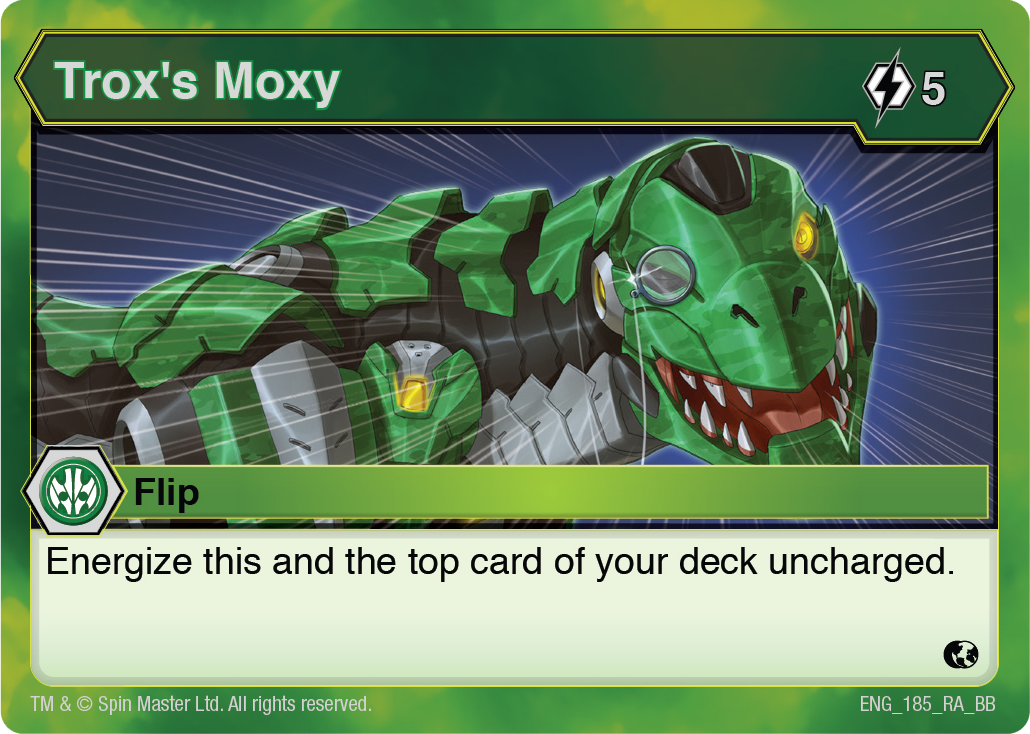 Trox's Moxy
5
Flip
Energize this and the top card of your deck uncharged.
TM & © Spin Master Ltd. All rights reserved.
ENG_185_RA_BB